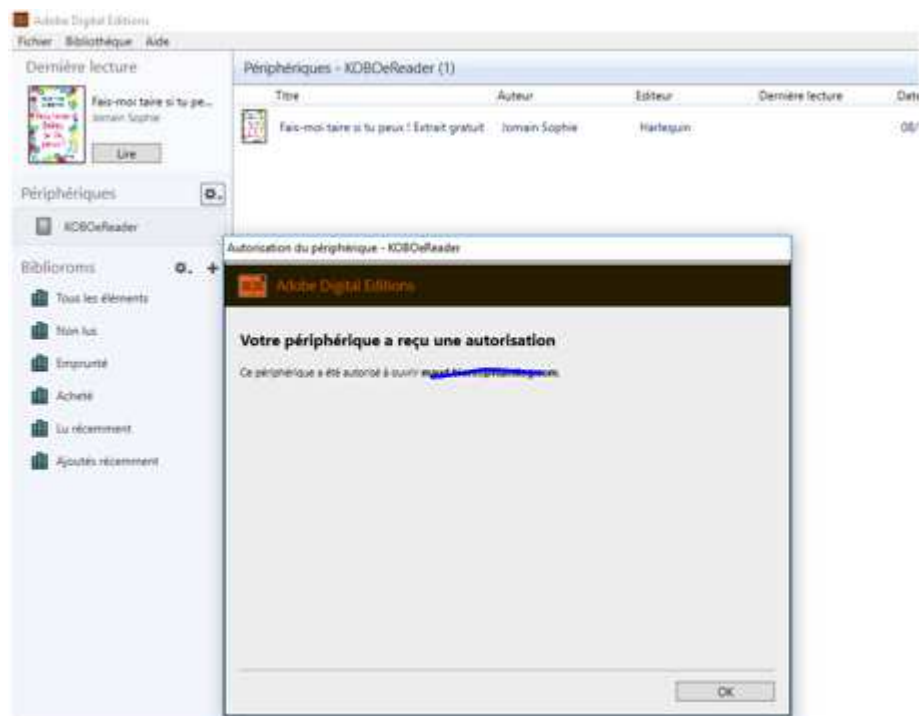 Adobe Digital Editions
Fichier Bibliothèque Aide
Dernière lecture
Fais-moi taire si tu pe...
Jomain Sophie
Lire
Périphériques
KOBOeReader
Biblioroms
Tous les éléments
Non lus
Emprunté
Acheté
Lu récemment
Ajoutés récemment
Périphériques - KOBOeReader (1)
Titre Auteur Editeur Dernière lecture Date
Fais-moi taire si tu peux ! Extrait gratuit Jomain Sophie Harlequin 08/
Autorisation du périphérique - KOBOeReader
Adobe Digital Editions
Votre périphérique a reçu une autorisation
Ce périphérique a été autorisé à ouvrir
OK